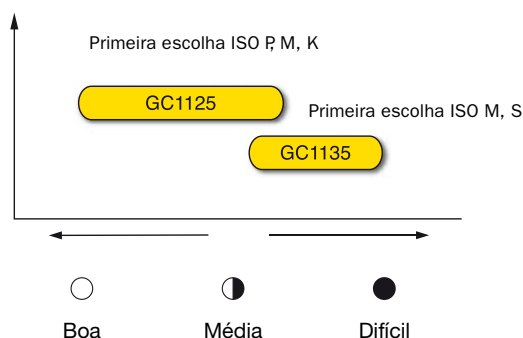 Primeira escolha ISO P, M, K
GC1125
Primeira escolha ISO M, S
GC1135
Boa Média Difícil